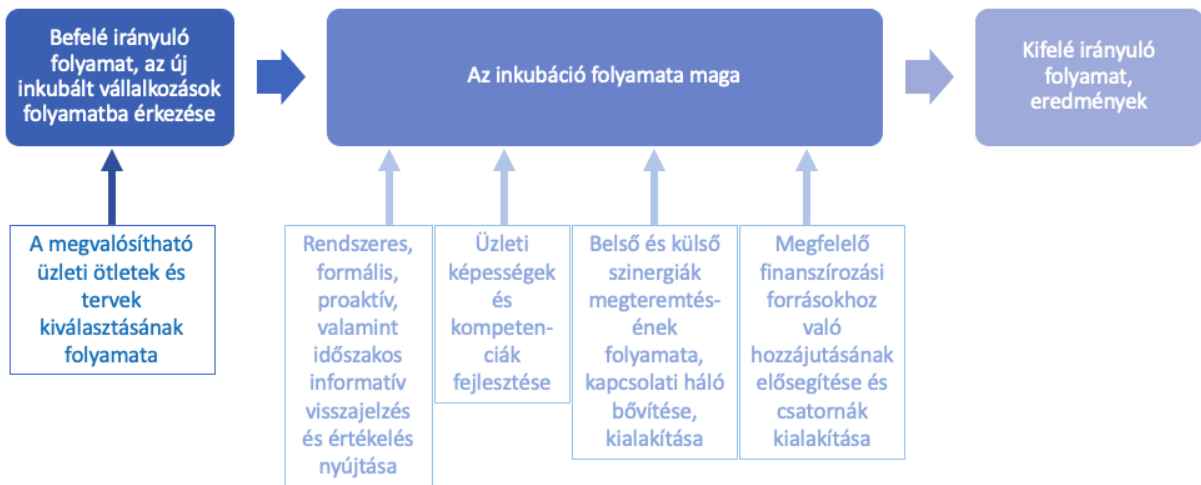 Befelé irányuló
folyamat, az új
inkubált vállalkozások
folyamatba érkezése
Az inkubáció folyamata maga
Kifelé irányuló
folyamat,
eredmények
A megvalósítható
üzleti ötletek és
tervek
kiválasztásának
folyamata
Rendszeres,
formális,
proaktív,
valamint
időszakos
informatív
visszajelzés
és értékelés
nyújtása
Üzleti
képességek
és
kompeten-
ciák
fejlesztése
Belső és külső
szinergiák
megteremtés-
ének
folyamata,
kapcsolati háló
bővítése,
kialakítása
Megfelelő
finanszírozási
forrásokhoz
való
hozzájutásának
elősegítése és
csatornák
kialakítása